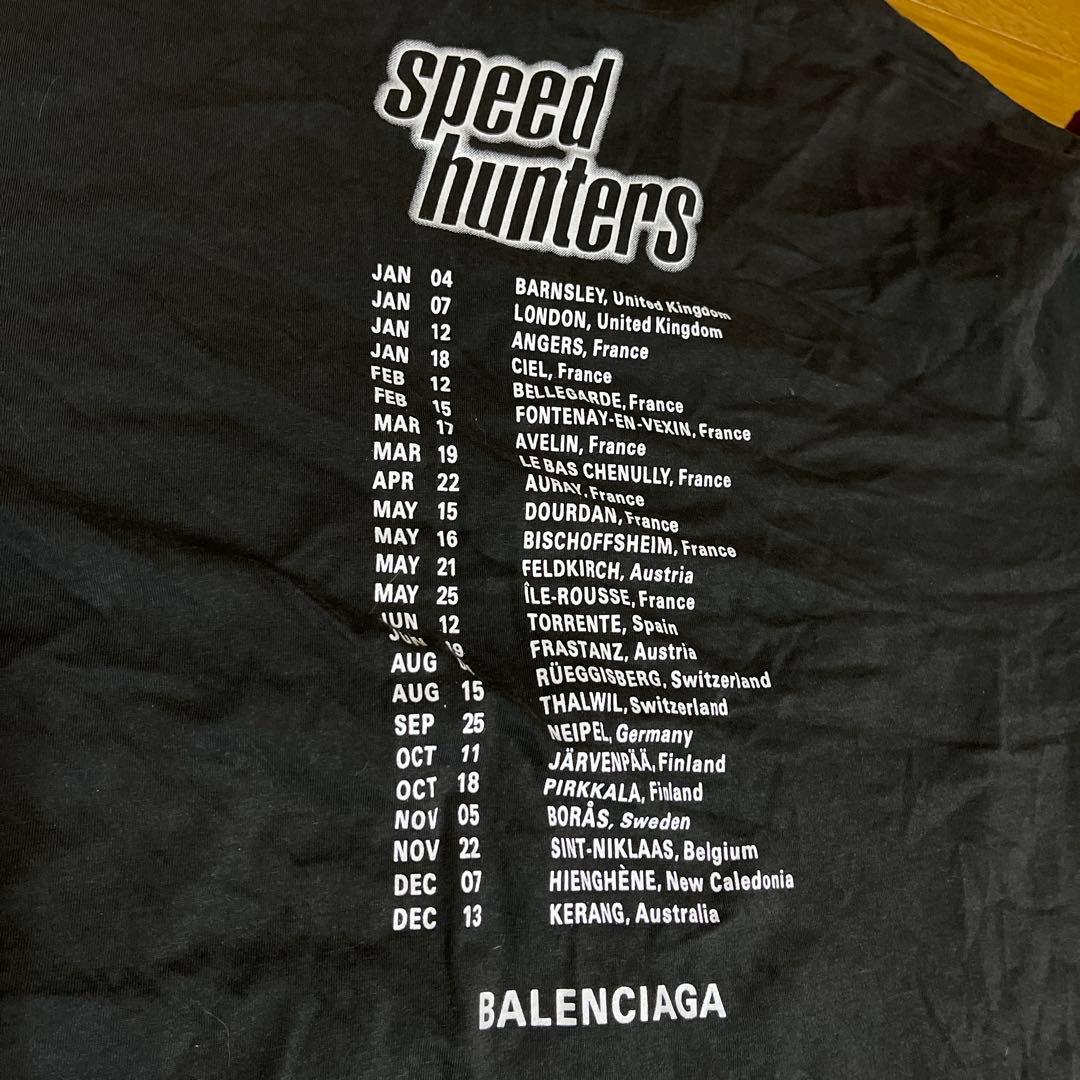 speed
hunters
JAN 04 BARNSLEY, United Kingdom
JAN 07 LONDON, United Kingdom
JAN 12 ANGERS, France
JAN 18 CIEL, France
FEB 12 BELLEGARDE, France
FEB 15 FONTENAY-EN-VEXIN, France
MAR 17 AVELIN, France
MAR 19 LE BAS CHENULLY, France
APR 22 AURAY, France
MAY 15 DOURDAN, France
MAY 16 BISCHOFFSHEIM, France
MAY 21 FELDKIRCH, Austria
MAY 25 ÎLE-ROUSSE, France
JUN 12 TORRENTE, Spain
JUN 19 FRASTANZ, Austria
AUG RÜEGGISBERG, Switzerland
AUG 15 THALWIL, Switzerland
SEP 25 NEIPEL, Germany
OCT 11 JÄRVENPÄÄ, Finland
OCT 18 PIRKKALA, Finland
NOV 05 BORÅS, Sweden
NOV 22 SINT-NIKLAAS, Belgium
DEC 07 HIENGHÈNE, New Caledonia
DEC 13 KERANG, Australia
BALENCIAGA